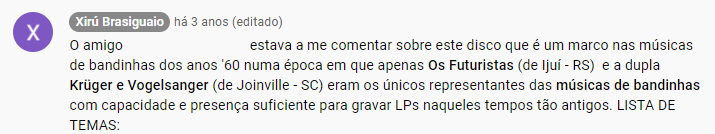 X
Xirú Brasiguaio há 3 anos (editado)
O amigo estava a me comentar sobre este disco que é um marco nas músicas
de bandinhas dos anos '60 numa época em que apenas Os Futuristas (de Ijuí - RS) e a dupla
Krüger e Vogelsanger (de Joinville - SC) eram os únicos representantes das músicas de bandinhas
com capacidade e presença suficiente para gravar LPs naqueles tempos tão antigos. LISTA DE
TEMAS: